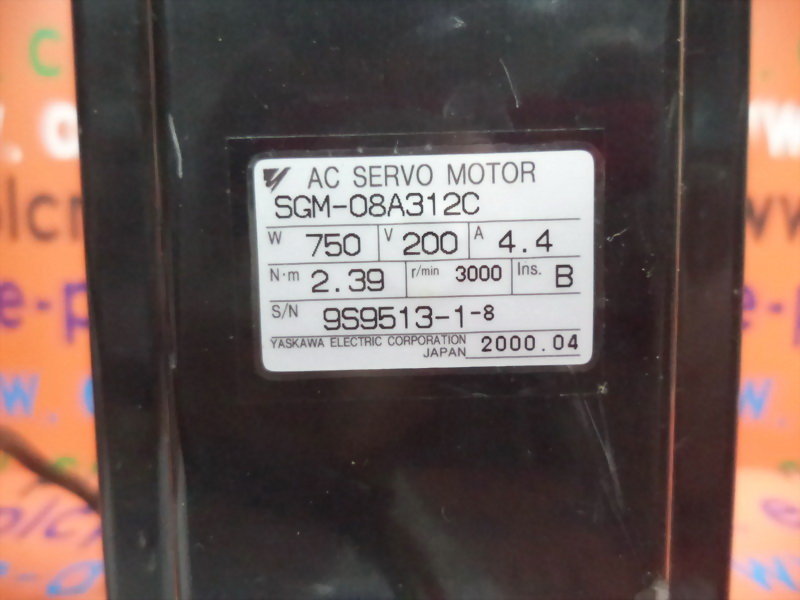 AC SERVO MOTOR
SGM-08A312C
W 750 V 200 A 4.4
N·m 2.39 r/min 3000 Ins. B
S/N 9S9513-1-8
YASKAWA ELECTRIC CORPORATION
JAPAN 2000.04